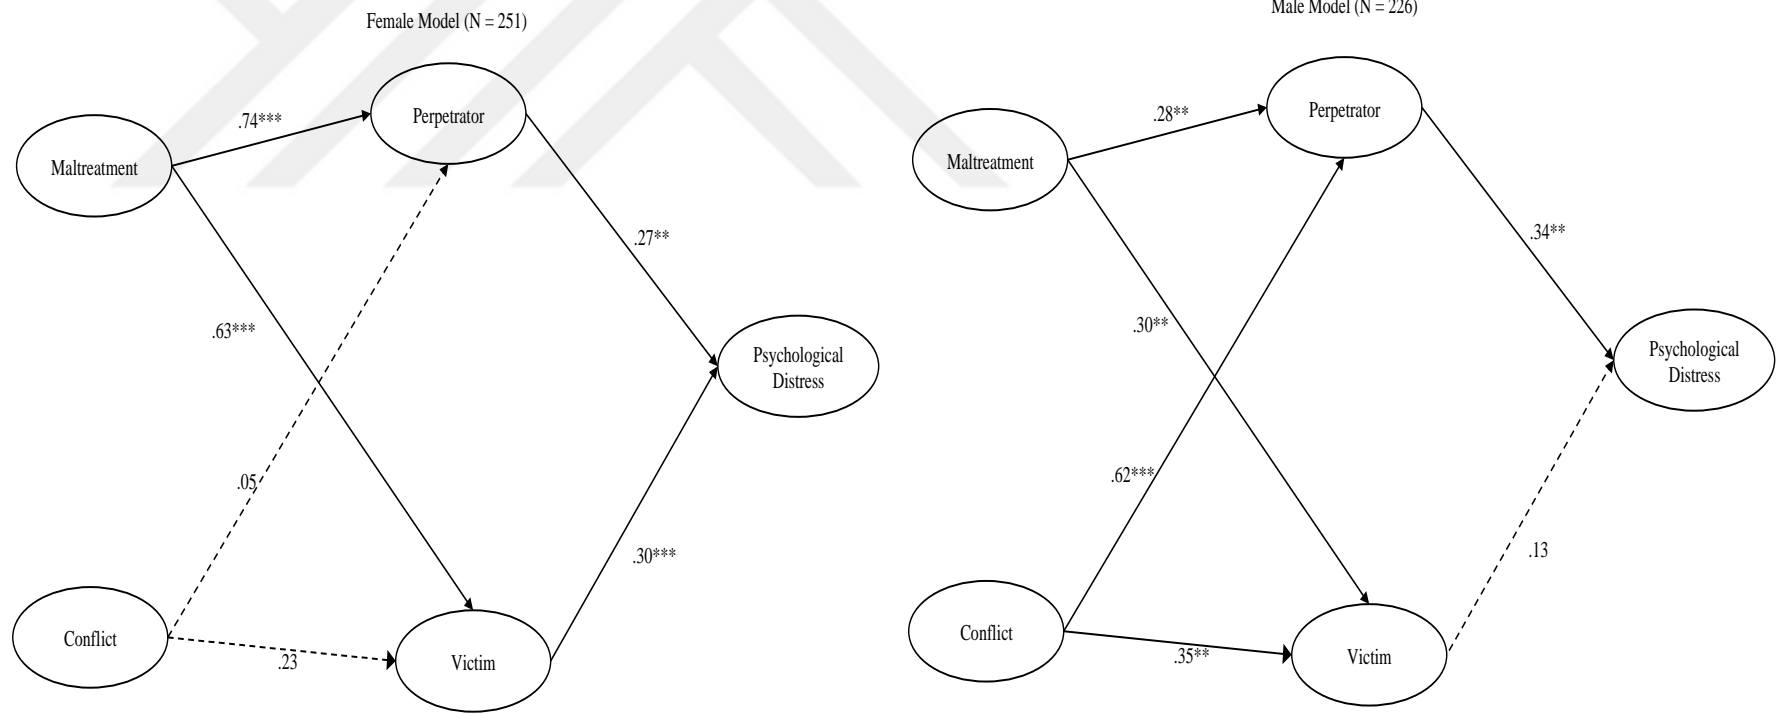 Female Model (N = 251)
Perpetrator
.74***
Maltreatment
.27**
.63***
Psychological
Distress
.05
.30***
Conflict
.23
Victim
Male Model (N = 226)
Perpetrator
.28**
Maltreatment
.34**
.30**
Psychological
Distress
.62***
.13
Conflict
.35**
Victim